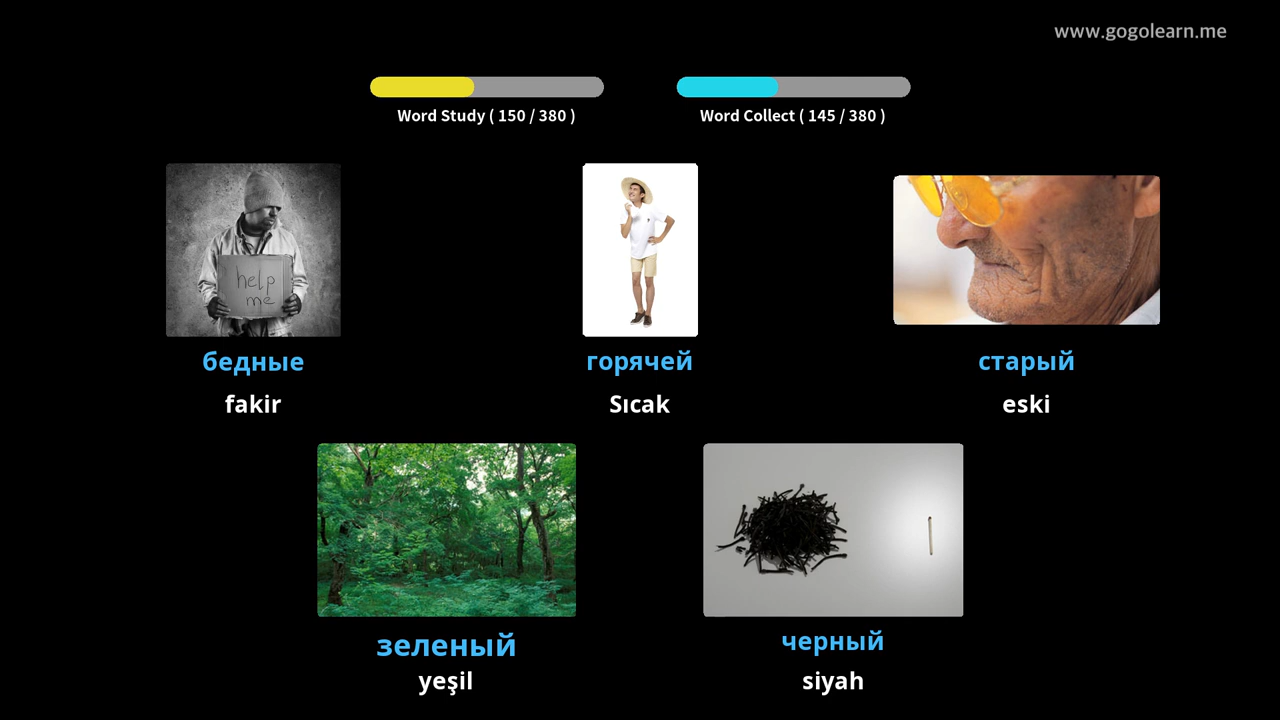 www.gogolearn.me
Word Study ( 150 / 380 )
Word Collect ( 145 / 380 )
help
me
бедные
горячей
старый
fakir
Sıcak
eski
зеленый
черный
yeşil
siyah